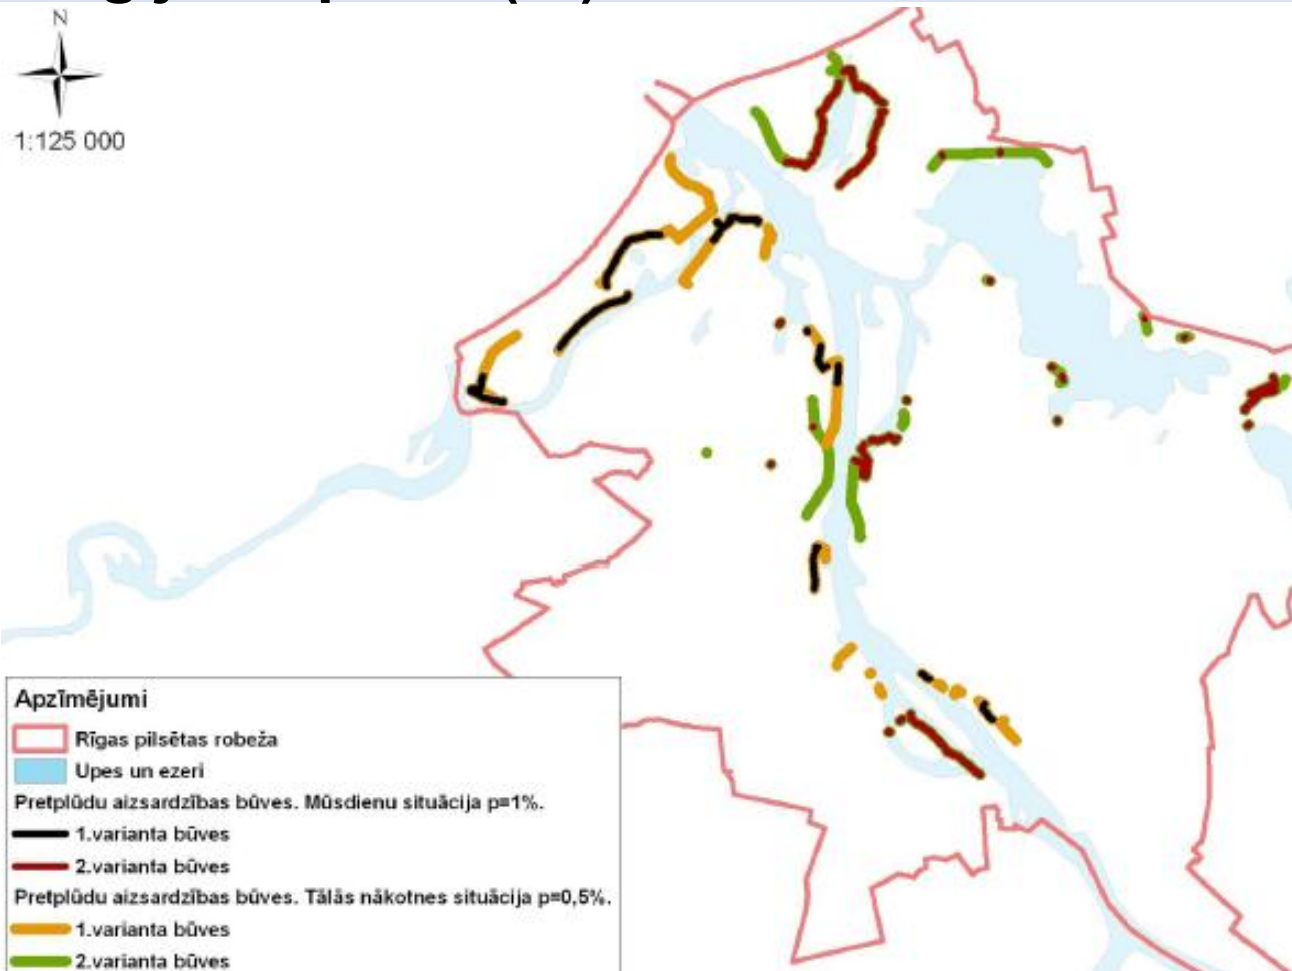 N
1:125 000
Apzīmējumi
Rīgas pilsētas robeža
Upes un ezeri
Pretplūdu aizsardzības būves. Mūsdienu situācija p=1%.
1.varianta būves
2.varianta būves
Pretplūdu aizsardzības būves. Tālās nākotnes situācija p=0,5%.
1.varianta būves
2.varianta būves